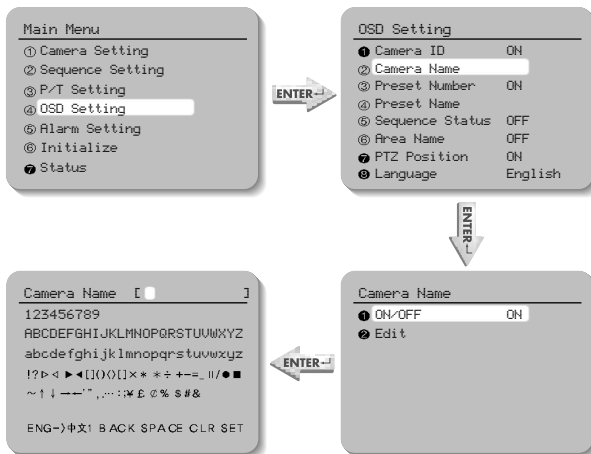 Main Menu
① Camera Setting
② Sequence Setting
③ P/T Setting
④ OSD Setting
⑤ Alarm Setting
⑥ Initialize
❼ Status
ENTER↵
OSD Setting
❶ Camera ID ON
② Camera Name
③ Preset Number ON
④ Preset Name
⑤ Sequence Status OFF
⑥ Area Name OFF
❼ PTZ Position ON
❽ Language English
ENTER↵
Camera Name
❶ ON/OFF ON
❷ Edit
ENTER↵
Camera Name [ ]
123456789
ABCDEFGHIJKLMNOPQRSTUVWXYZ
abcdefghijklmnopqrstuvwxyz
!?▷◁ ▶◀[]()⟨⟩[]×* *÷+-=_ıı/●■
~↑↓→←'",.…:;¥£ ₡% $#&
ENG->中文1 BACK SPACE CLR SET